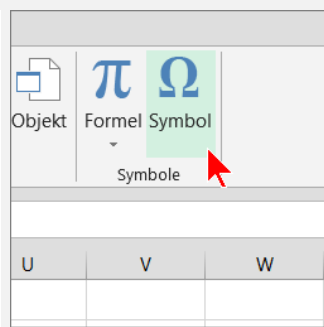 π Ω
Objekt Formel Symbol
Symbole
U V W